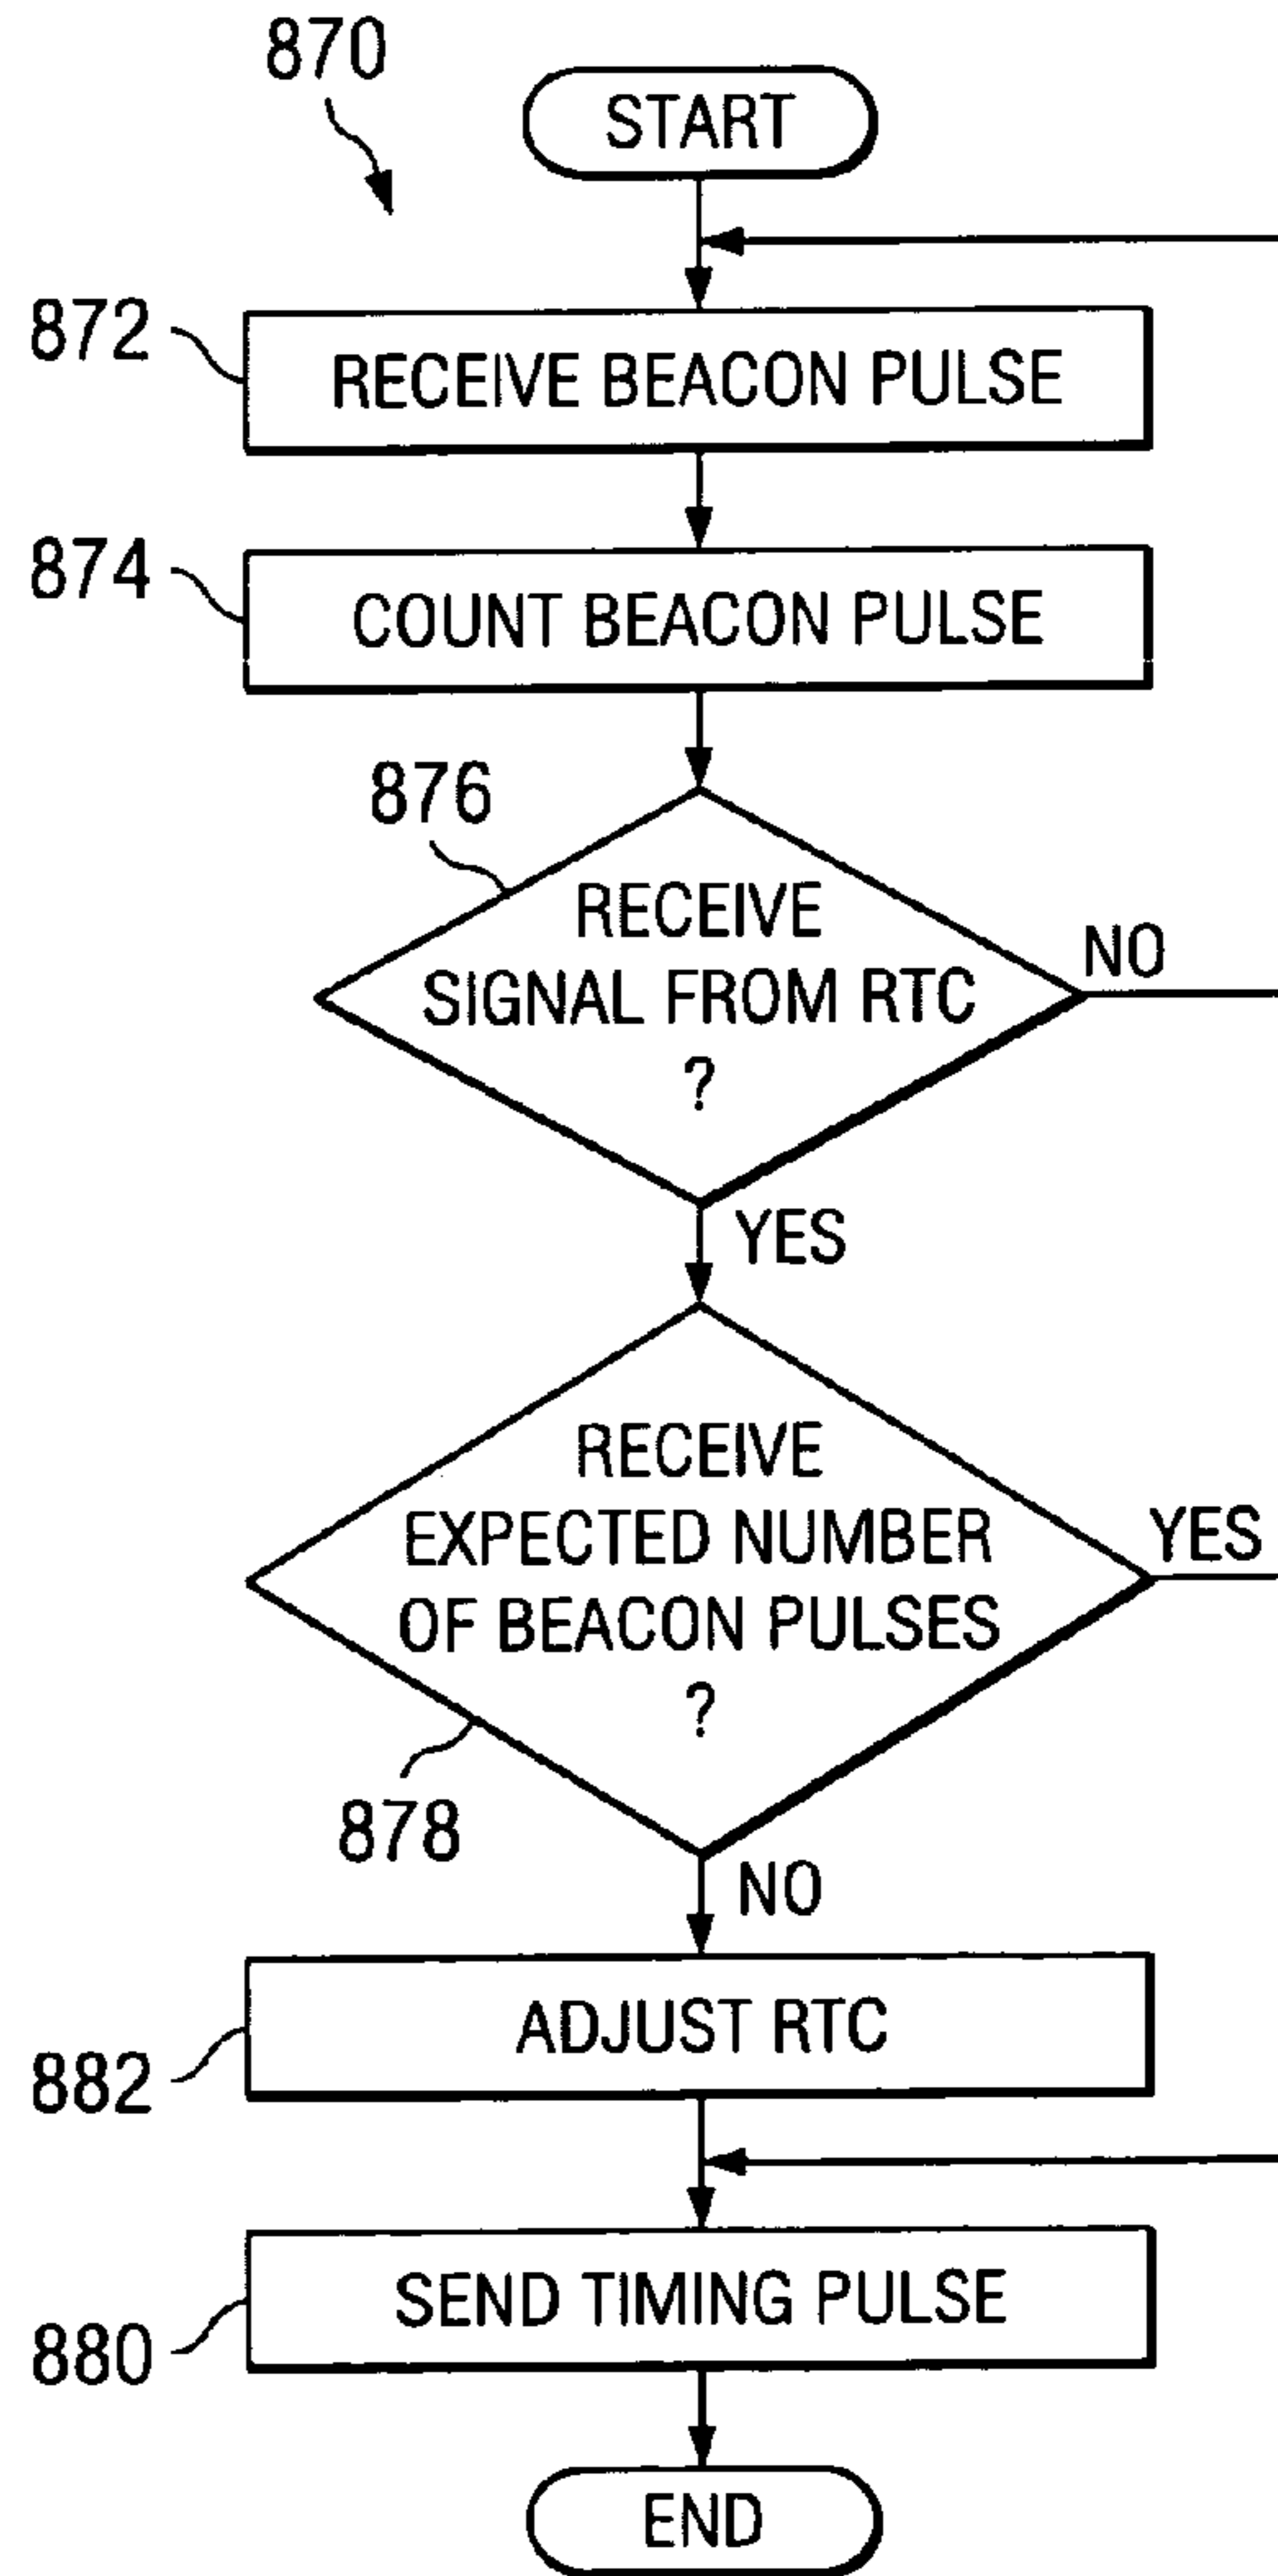 870
START
872
RECEIVE BEACON PULSE
874
COUNT BEACON PULSE
876
RECEIVE
SIGNAL FROM RTC
?
NO
YES
RECEIVE
EXPECTED NUMBER
OF BEACON PULSES
?
YES
878
NO
ADJUST RTC
882
SEND TIMING PULSE
880
END